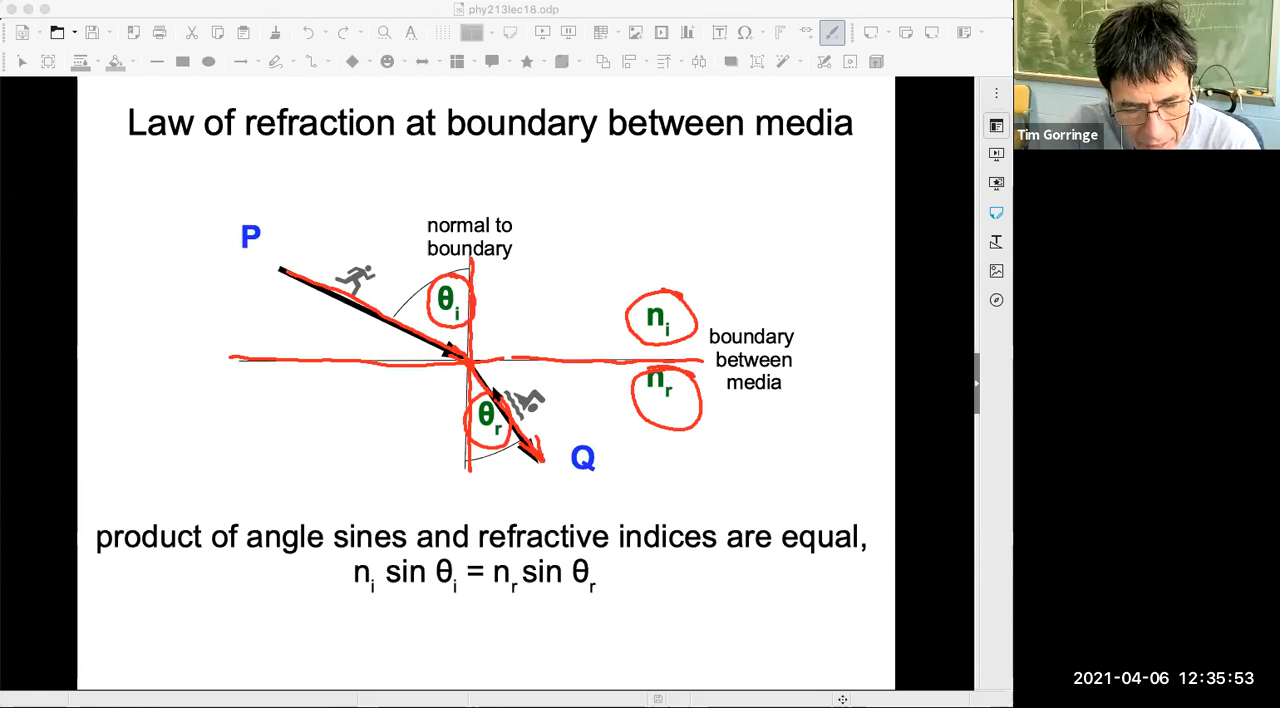 phy213lec18.odp
Law of refraction at boundary between media
P
normal to
boundary
θi
ni
boundary
between
media
nr
θr
Q
product of angle sines and refractive indices are equal,
ni sin θi = nr sin θr
Tim Gorringe
2021-04-06 12:35:53